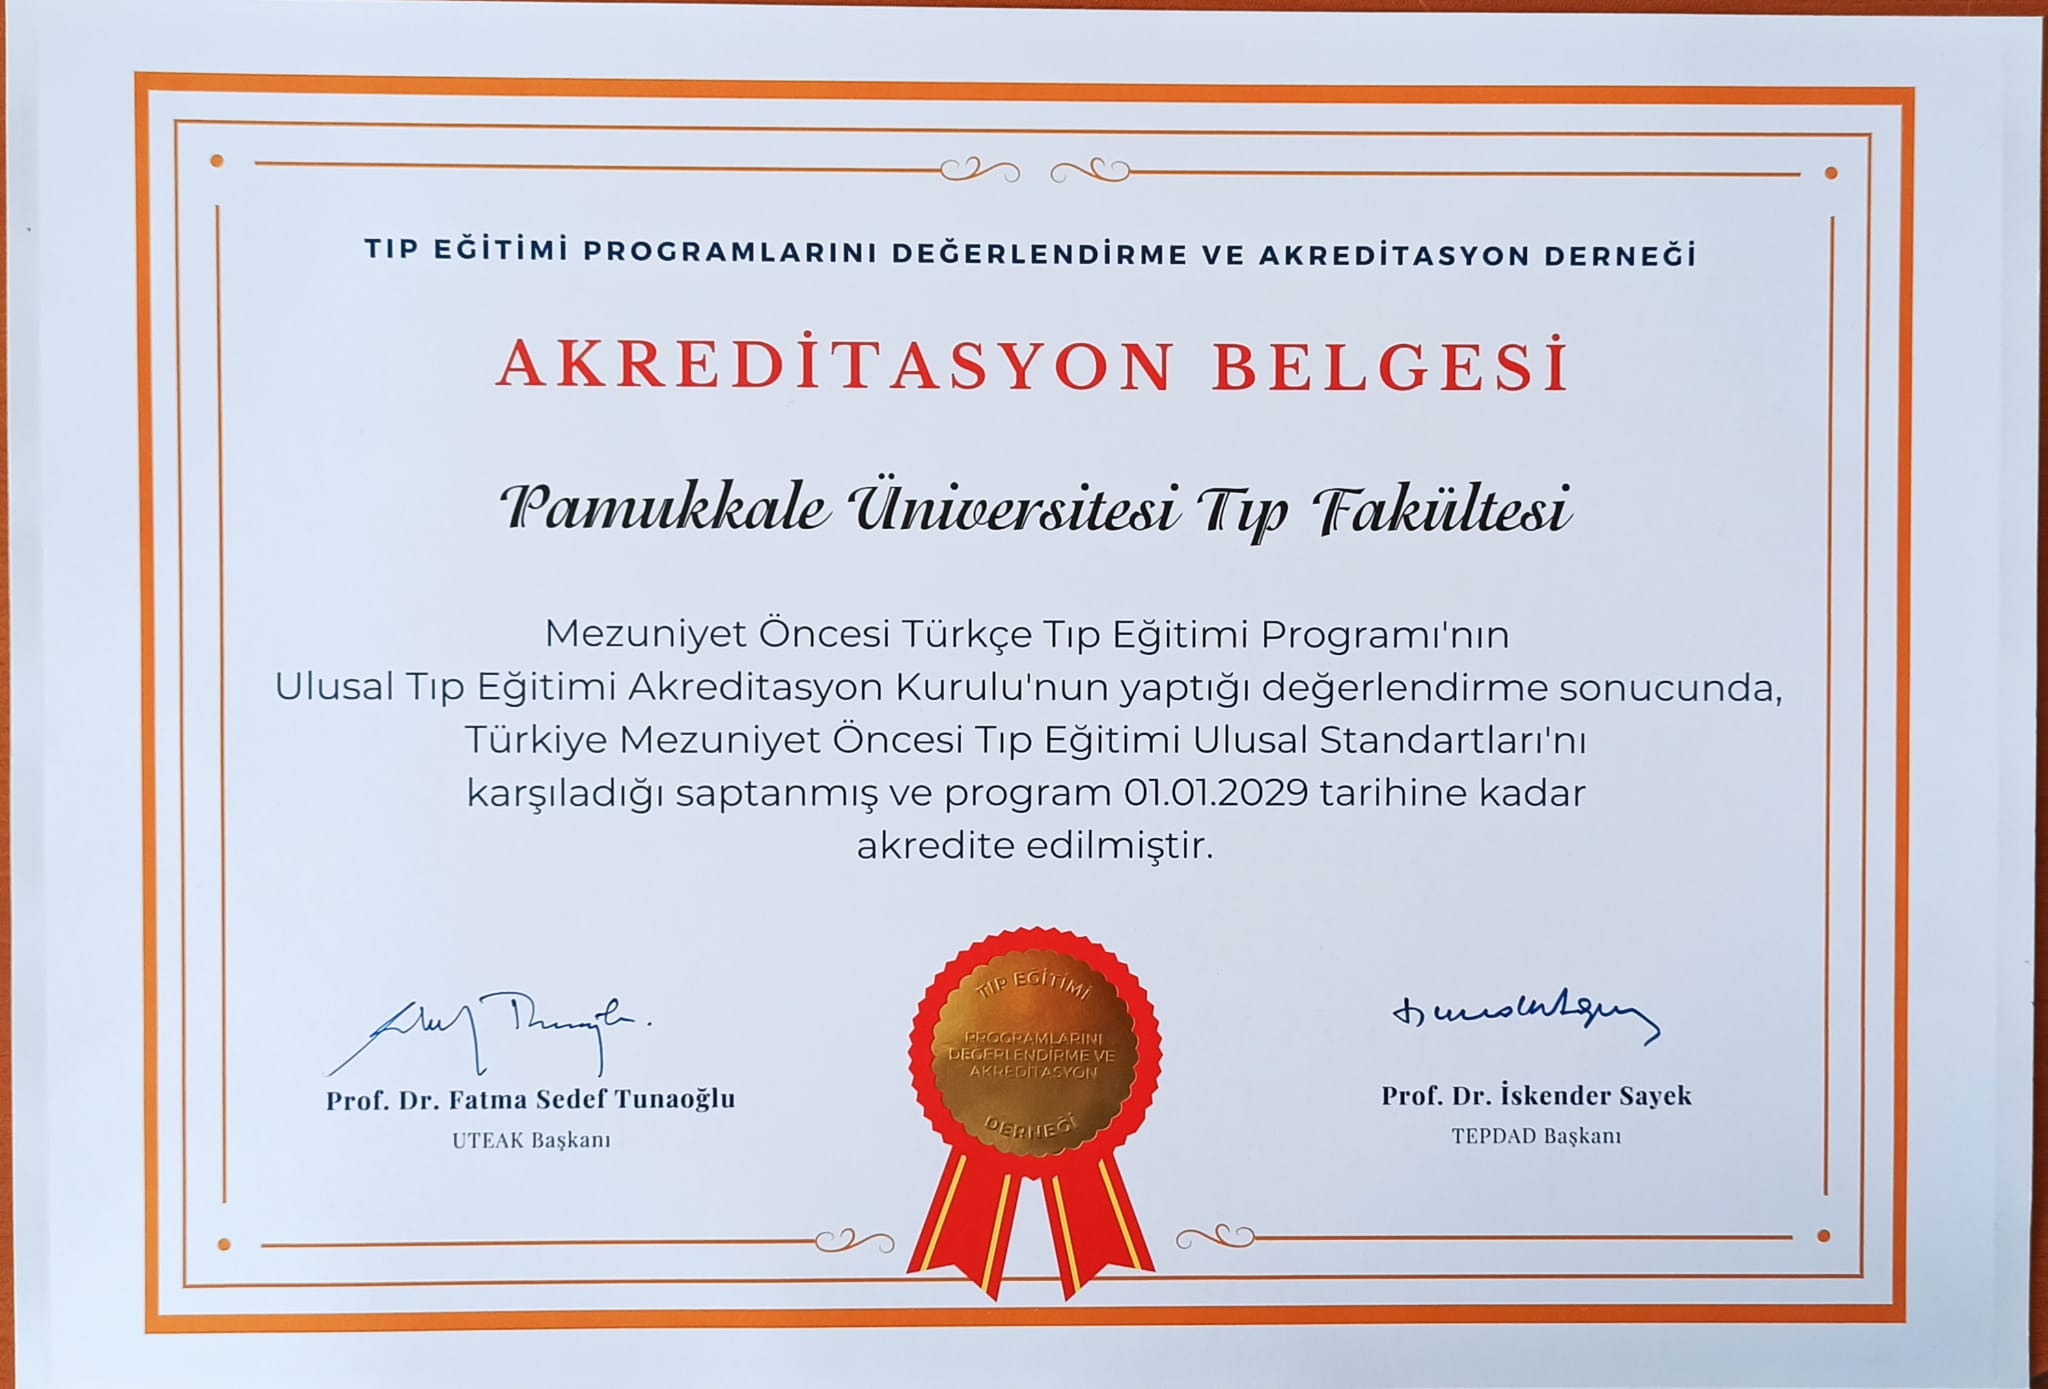 TIP EĞİTİMİ PROGRAMLARINI DEĞERLENDİRME VE AKREDİTASYON DERNEĞİ
AKREDİTASYON BELGESİ
Pamukkale Üniversitesi Tıp Fakültesi
Mezuniyet Öncesi Türkçe Tıp Eğitimi Programı'nın
Ulusal Tıp Eğitimi Akreditasyon Kurulu'nun yaptığı değerlendirme sonucunda,
Türkiye Mezuniyet Öncesi Tıp Eğitimi Ulusal Standartları'nı
karşıladığı saptanmış ve program 01.01.2029 tarihine kadar
akredite edilmiştir.
TIP EĞİTİMİ
PROGRAMLARINI
DEĞERLENDİRME VE
AKREDİTASYON
DERNEĞİ
Prof. Dr. Fatma Sedef Tunaoğlu
UTEAK Başkanı
Prof. Dr. İskender Sayek
TEPDAD Başkanı